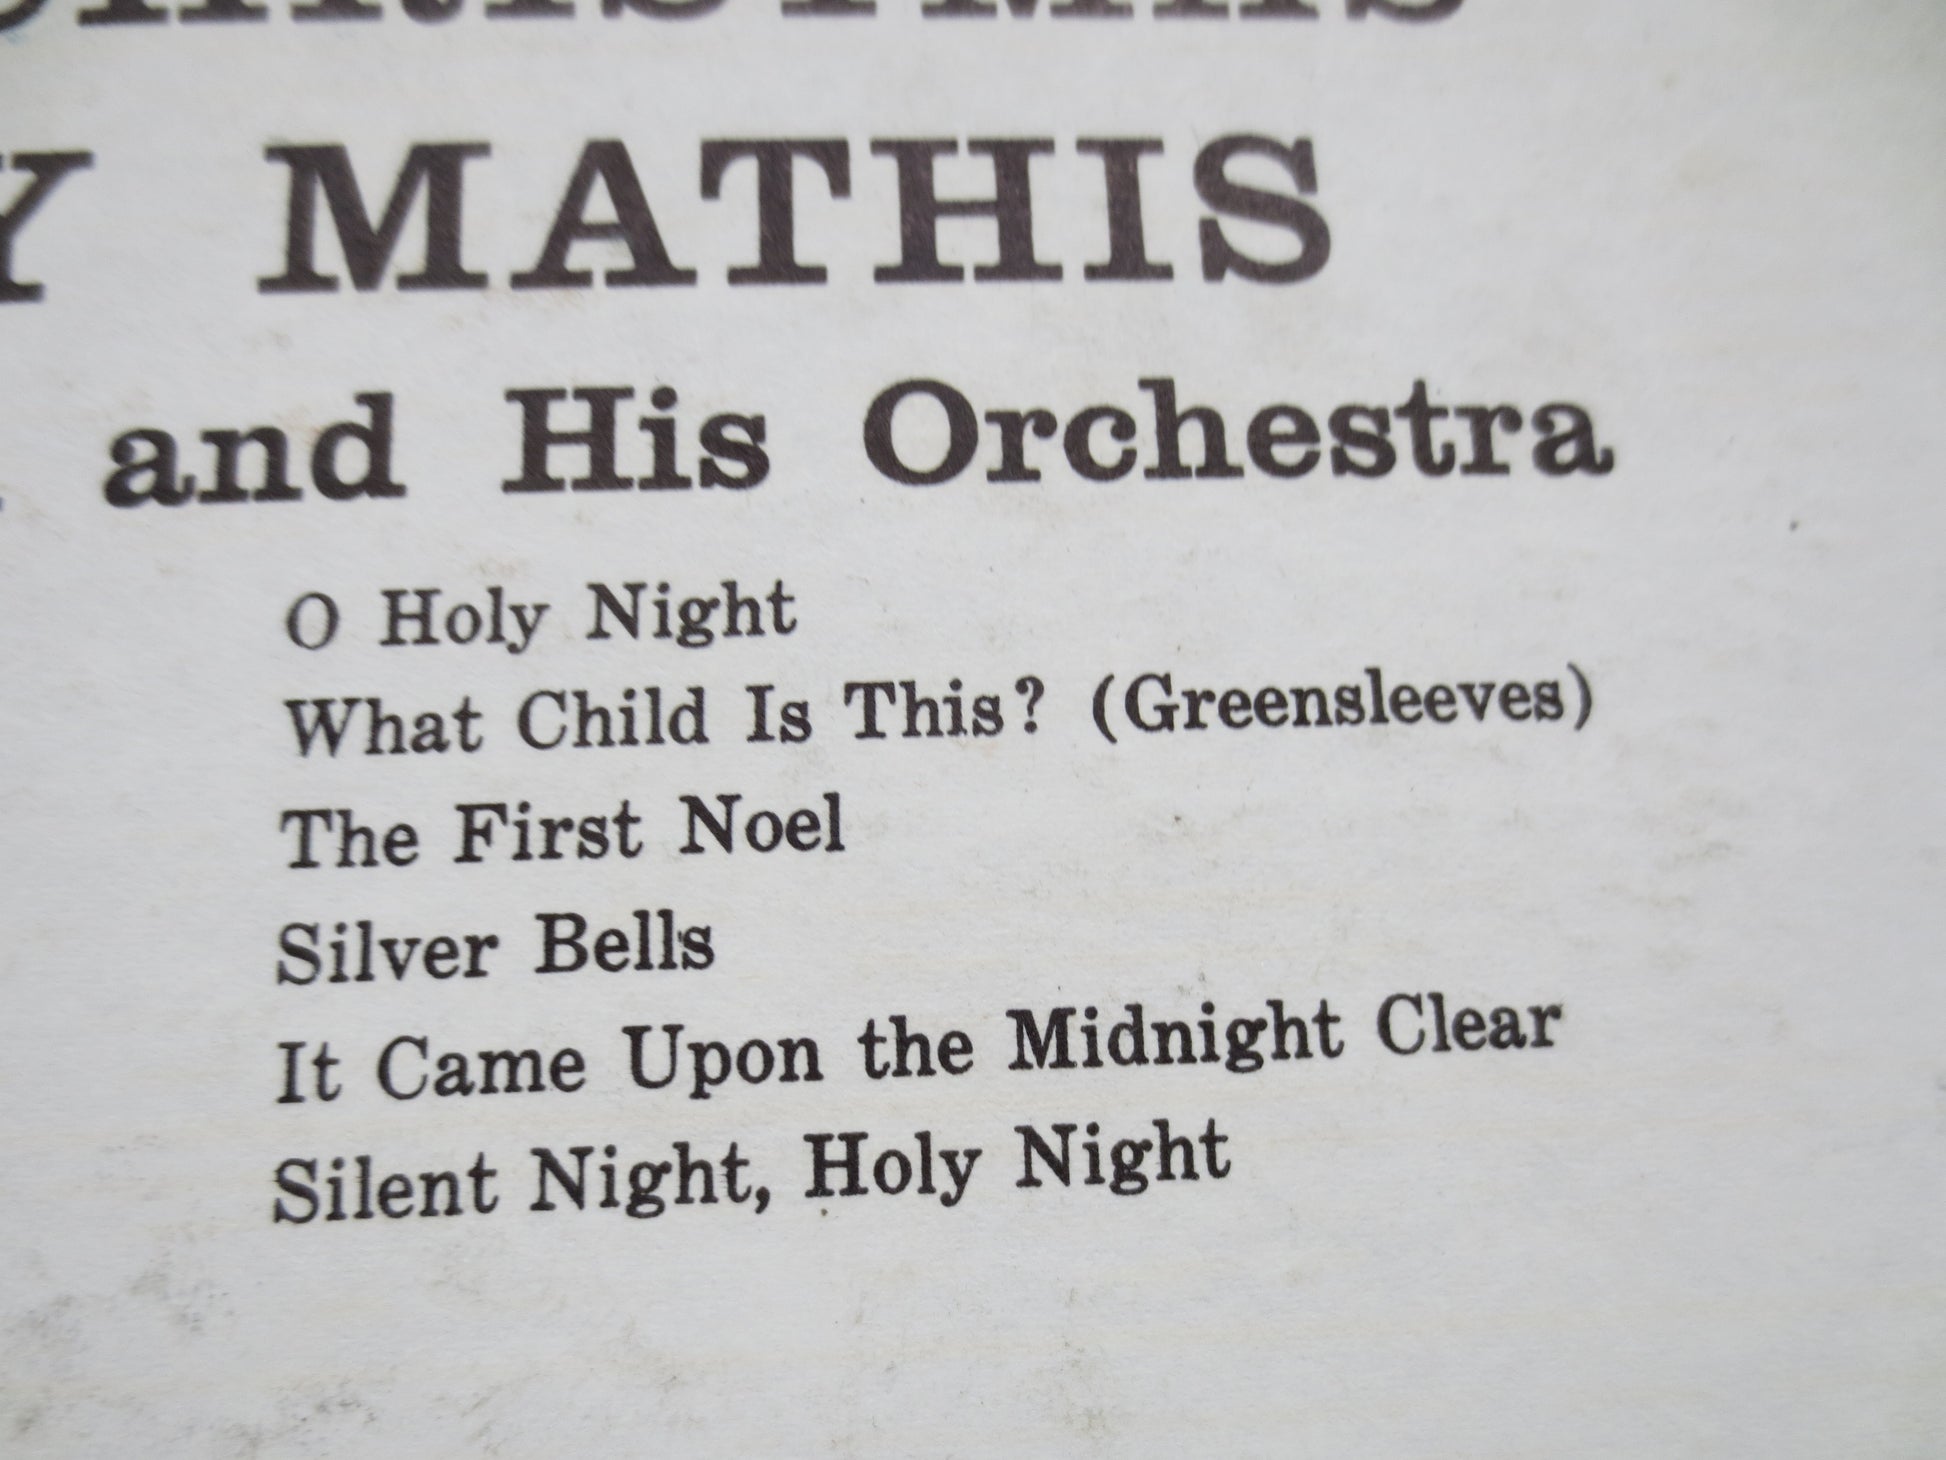 MATHIS
and His Orchestra
O Holy Night
What Child Is This? (Greensleeves)
The First Noel
Silver Bells
It Came Upon the Midnight Clear
Silent Night, Holy Night